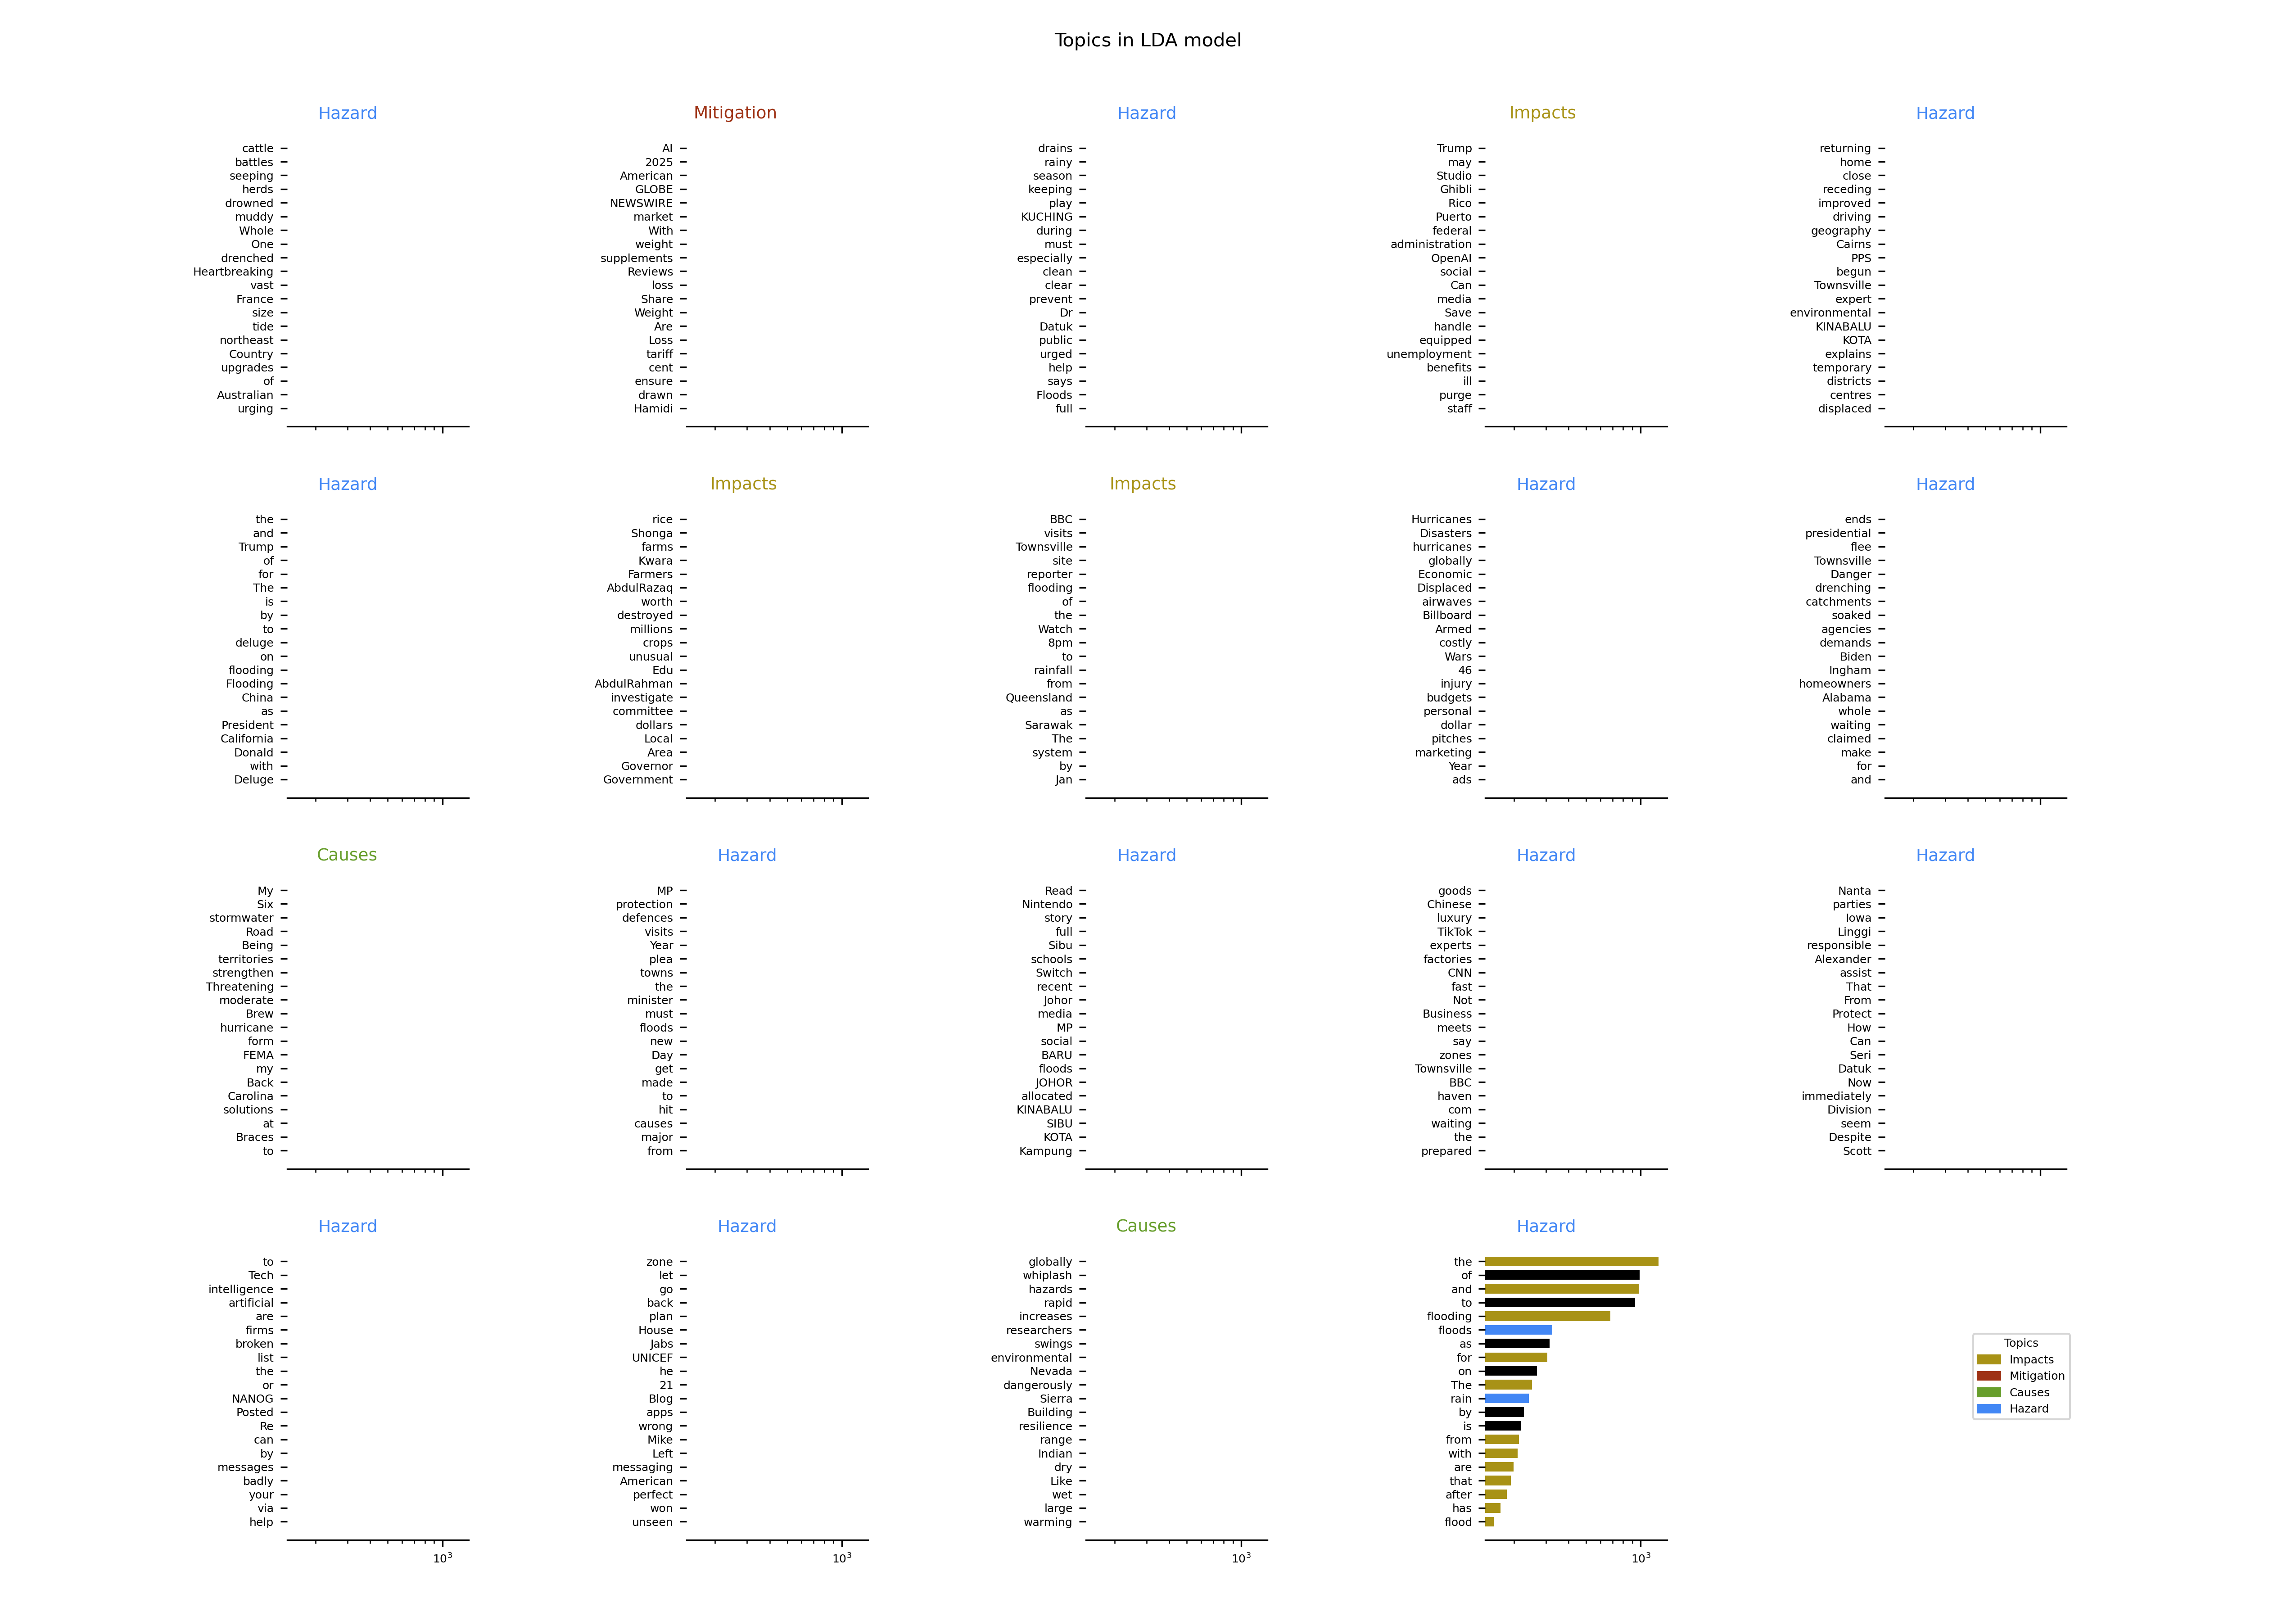 Topics in LDA model
Hazard
cattle
battles
seeping
herds
drowned
muddy
Whole
One
drenched
Heartbreaking
vast
France
size
tide
northeast
Country
upgrades
of
Australian
urging
Mitigation
AI
2025
American
GLOBE
NEWSWIRE
market
With
weight
supplements
Reviews
loss
Share
Weight
Are
Loss
tariff
cent
ensure
drawn
Hamidi
Hazard
drains
rainy
season
keeping
play
KUCHING
during
must
especially
clean
clear
prevent
Dr
Datuk
public
urged
help
says
Floods
full
Impacts
Trump
may
Studio
Ghibli
Rico
Puerto
federal
administration
OpenAI
social
Can
media
Save
handle
equipped
unemployment
benefits
ill
purge
staff
Hazard
returning
home
close
receding
improved
driving
geography
Cairns
PPS
begun
Townsville
expert
environmental
KINABALU
KOTA
explains
temporary
districts
centres
displaced
Hazard
the
and
Trump
of
for
The
is
by
to
deluge
on
flooding
Flooding
China
as
President
California
Donald
with
Deluge
Impacts
rice
Shonga
farms
Kwara
Farmers
AbdulRazaq
worth
destroyed
millions
crops
unusual
Edu
AbdulRahman
investigate
committee
dollars
Local
Area
Governor
Government
Impacts
BBC
visits
Townsville
site
reporter
flooding
of
the
Watch
8pm
to
rainfall
from
Queensland
as
Sarawak
The
system
by
Jan
Hazard
Hurricanes
Disasters
hurricanes
globally
Economic
Displaced
airwaves
Billboard
Armed
costly
Wars
46
injury
budgets
personal
dollar
pitches
marketing
Year
ads
Hazard
ends
presidential
flee
Townsville
Danger
drenching
catchments
soaked
agencies
demands
Biden
Ingham
homeowners
Alabama
whole
waiting
claimed
make
for
and
Causes
My
Six
stormwater
Road
Being
territories
strengthen
Threatening
moderate
Brew
hurricane
form
FEMA
my
Back
Carolina
solutions
at
Braces
to
Hazard
MP
protection
defences
visits
Year
plea
towns
the
minister
must
floods
new
Day
get
made
to
hit
causes
major
from
Hazard
Read
Nintendo
story
full
Sibu
schools
Switch
recent
Johor
media
MP
social
BARU
floods
JOHOR
allocated
KINABALU
SIBU
KOTA
Kampung
Hazard
goods
Chinese
luxury
TikTok
experts
factories
CNN
fast
Not
Business
meets
say
zones
Townsville
BBC
haven
com
waiting
the
prepared
Hazard
Nanta
parties
Iowa
Linggi
responsible
Alexander
assist
That
From
Protect
How
Can
Seri
Datuk
Now
immediately
Division
seem
Despite
Scott
Hazard
to
Tech
intelligence
artificial
are
firms
broken
list
the
or
NANOG
Posted
Re
can
by
messages
badly
your
via
help
10³
Hazard
zone
let
go
back
plan
House
Jabs
UNICEF
he
21
Blog
apps
wrong
Mike
Left
messaging
American
perfect
won
unseen
10³
Causes
globally
whiplash
hazards
rapid
increases
researchers
swings
environmental
Nevada
dangerously
Sierra
Building
resilience
range
Indian
dry
Like
wet
large
warming
10³
Hazard
the
of
and
to
flooding
floods
as
for
on
The
rain
by
is
from
with
are
that
after
has
flood
10³
Topics
Impacts
Mitigation
Causes
Hazard